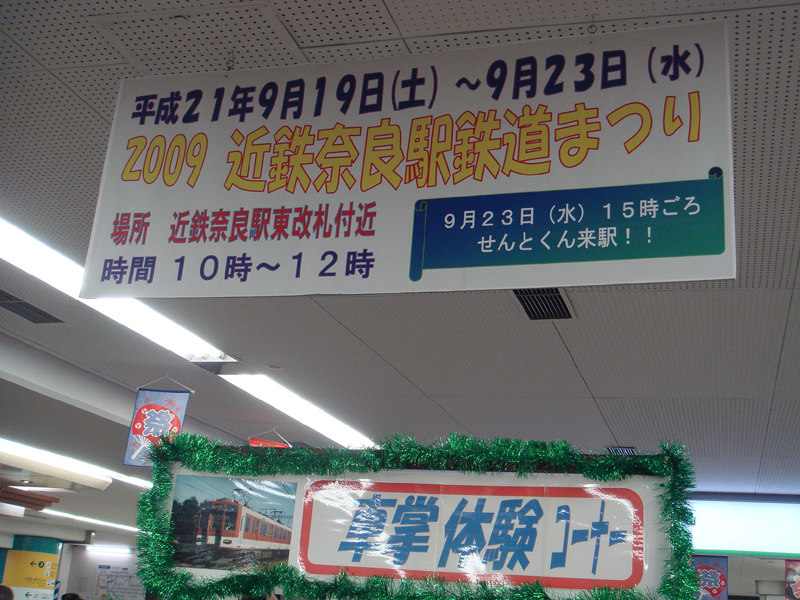 平成21年9月19日(土)～9月23日(水)
2009 近鉄奈良駅鉄道まつり
場所 近鉄奈良駅東改札付近
時間 10時～12時
9月23日(水)15時ごろ
せんとくん来駅!!
祭
車掌体験コーナー
祭